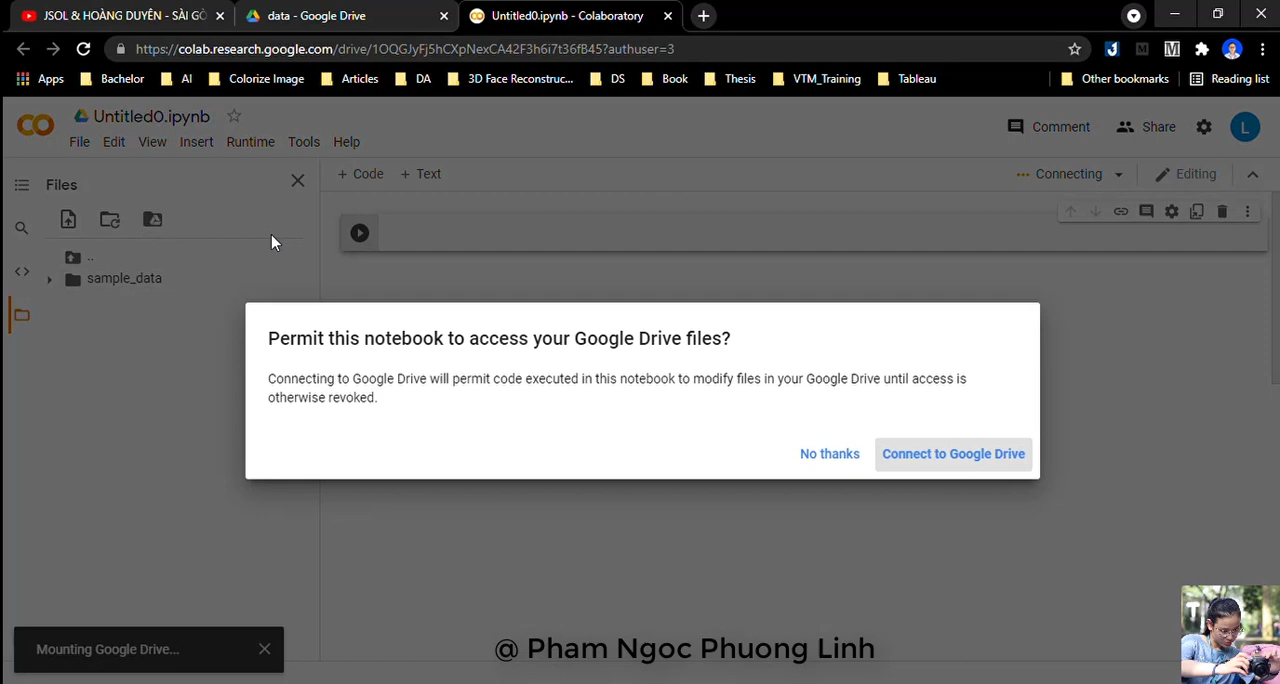 JSOL & HOÀNG DUYÊN - SÀI GÒ
data - Google Drive
Untitled0.ipynb - Colaboratory
https://colab.research.google.com/drive/1OQGJyFj5hCXpNexCA42F3h6i7t36fB45?authuser=3
Apps
Bachelor
AI
Colorize Image
Articles
DA
3D Face Reconstruc...
DS
Book
Thesis
VTM_Training
Tableau
Other bookmarks
Reading list
Untitled0.ipynb
File Edit View Insert Runtime Tools Help
Comment
Share
L
Files
+ Code + Text
Connecting
Editing
..
sample_data
Permit this notebook to access your Google Drive files?
Connecting to Google Drive will permit code executed in this notebook to modify files in your Google Drive until access is
otherwise revoked.
No thanks
Connect to Google Drive
Mounting Google Drive...
@ Pham Ngoc Phuong Linh